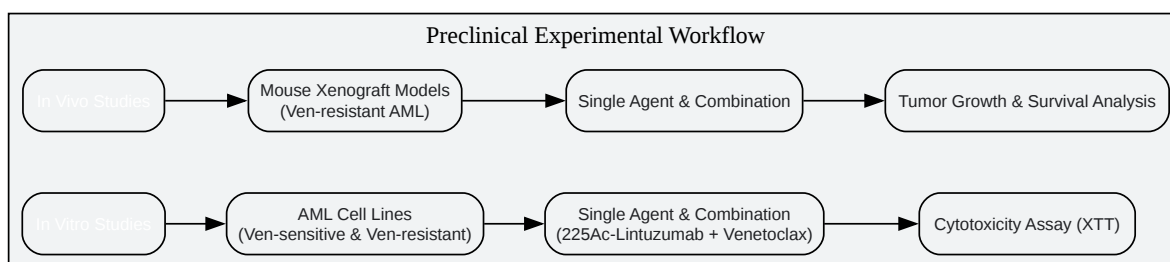 Preclinical Experimental Workflow
In Vivo Studies
Mouse Xenograft Models
(Ven-resistant AML)
Single Agent & Combination
Tumor Growth & Survival Analysis
In Vitro Studies
AML Cell Lines
(Ven-sensitive & Ven-resistant)
Single Agent & Combination
(225Ac-Lintuzumab + Venetoclax)
Cytotoxicity Assay (XTT)